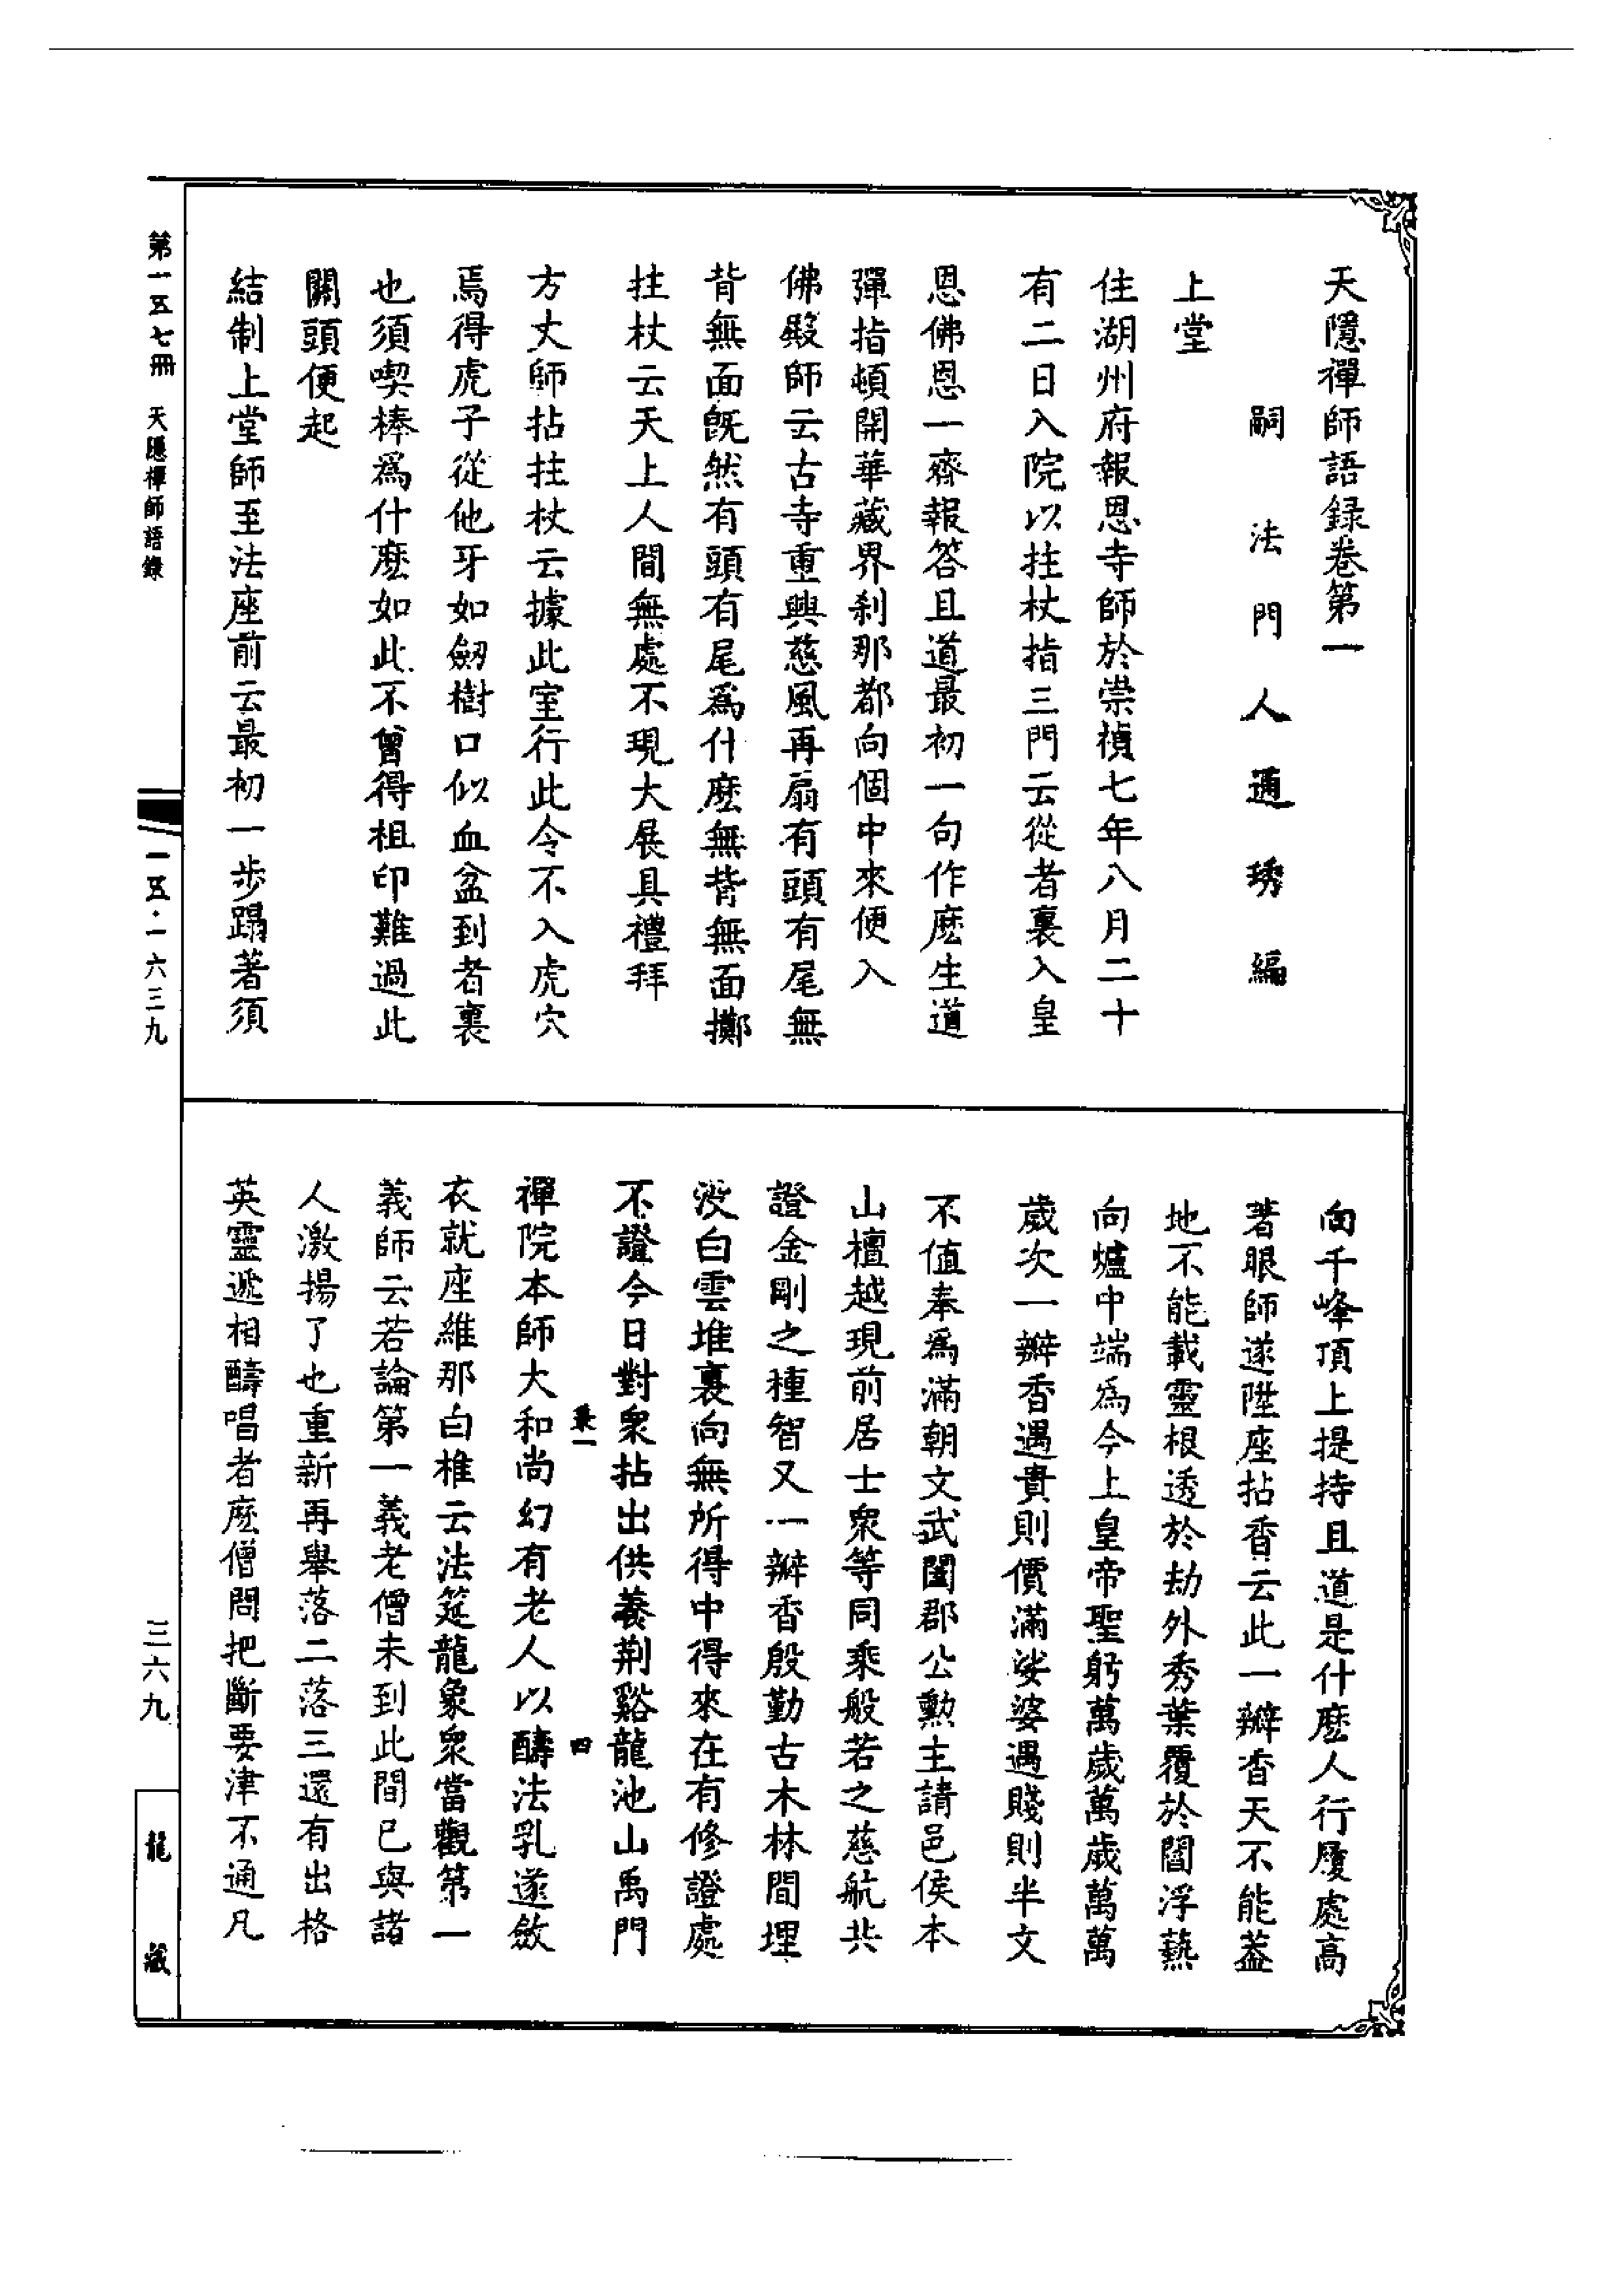 天隱禪師語録卷第一
嗣法門人通琇編
上堂
住湖州府報恩寺師於崇禎七年八月二十
有二日入院以拄杖指三門云從者裏入皇
恩佛恩一齊報答且道最初一句作麽生道
彈指頓開華藏界刹那都向個中來便入
佛殿師云古寺重興慈風再扇有頭有尾無
背無面既然有頭有尾爲什麽無背無面擲
拄杖云天上人間無處不現大展具禮拜
方丈師拈拄杖云據此室行此令不入虎穴
焉得虎子從他牙如劒樹口似血盆到者裏
也須喫棒爲什麽如此不曾得祖印難過此
關頭便起
結制上堂師至法座前云最初一步蹋著須
向千峰頂上提持且道是什麽人行履處高
著眼師遂陞座拈香云此一瓣香天不能葢
地不能載靈根透於劫外秀葉覆於閻浮爇
向爐中端爲今上皇帝聖躬萬歲萬歲萬萬
歲次一瓣香遇貴則價滿娑婆遇賤則半文
不值奉爲滿朝文武闔郡公勲主請邑侯本
山檀越現前居士衆等同乘般若之慈航共
證金剛之種智又一瓣香殷勤古木林間埋
没白雲堆裏向無所得中得來在有修證處
不證今日對衆拈出供養荆谿龍池山禹門
禪院本師大和尚幻有老人以醻法乳遂斂
衣就座維那白椎云法筵龍象衆當觀第一
義師云若論第一義老僧未到此間已與諸
人激揚了也重新再舉落二落三還有出格
英靈遞相醻唱者麽僧問把斷要津不通凡
第一五七冊 天隱禪師語錄
一五·一六三九
三六九
龍藏
四